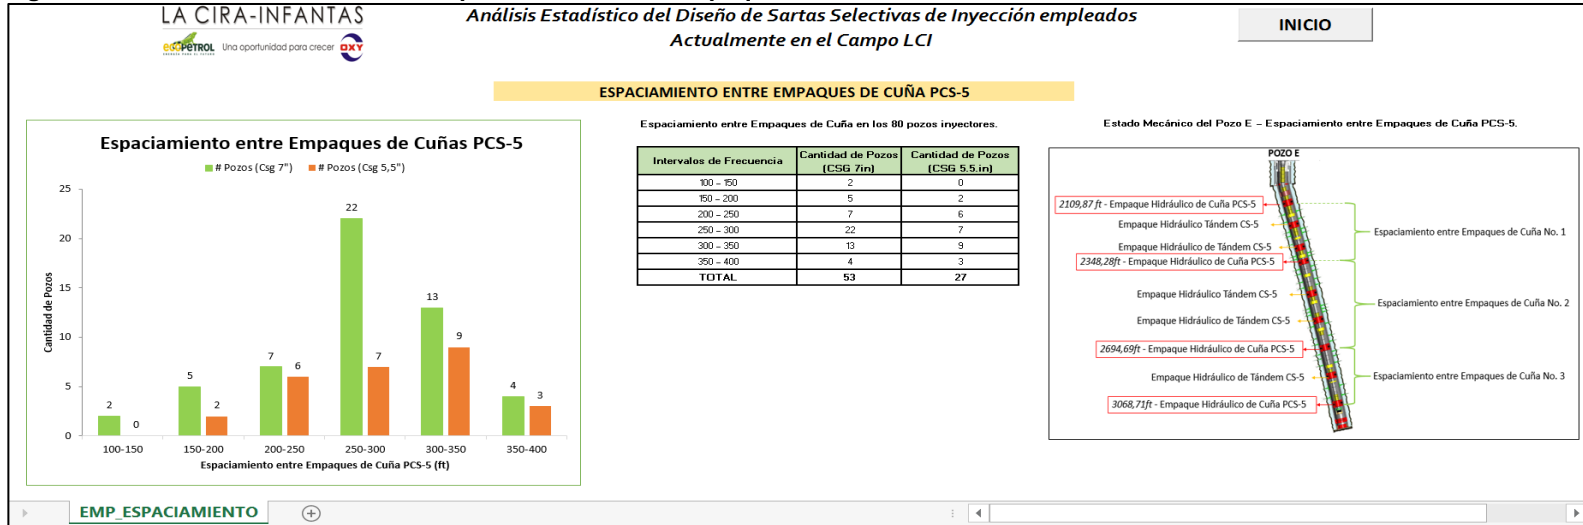 LA CIRA-INFANTAS
ECOPETROL Una oportunidad para crecer OXY
Análisis Estadístico del Diseño de Sartas Selectivas de Inyección empleados
Actualmente en el Campo LCI
INICIO
ESPACIAMIENTO ENTRE EMPAQUES DE CUÑA PCS-5
Espaciamiento entre Empaques de Cuñas PCS-5
# Pozos (Csg 7") # Pozos (Csg 5,5")
Cantidad de Pozos
25
20
15
10
5
0
2 0
5 2
7 6
22 7
13 9
4 3
100-150 150-200 200-250 250-300 300-350 350-400
Espaciamiento entre Empaques de Cuña PCS-5 (ft)
Espaciamiento entre Empaques de Cuña en los 80 pozos inyectores.
Intervalos de Frecuencia Cantidad de Pozos (CSG 7in) Cantidad de Pozos (CSG 5.5.in)
100 – 150 2 0
150 – 200 5 2
200 – 250 7 6
250 – 300 22 7
300 – 350 13 9
350 – 400 4 3
TOTAL 53 27
Estado Mecánico del Pozo E – Espaciamiento entre Empaques de Cuña PCS-5.
POZO E
2109,87 ft - Empaque Hidráulico de Cuña PCS-5
Empaque Hidráulico Tándem CS-5
Espaciamiento entre Empaques de Cuña No. 1
Empaque Hidráulico de Tándem CS-5
2348,28ft - Empaque Hidráulico de Cuña PCS-5
Empaque Hidráulico Tándem CS-5
Espaciamiento entre Empaques de Cuña No. 2
Empaque Hidráulico de Tándem CS-5
2694,69ft - Empaque Hidráulico de Cuña PCS-5
Empaque Hidráulico de Tándem CS-5
Espaciamiento entre Empaques de Cuña No. 3
3068,71ft - Empaque Hidráulico de Cuña PCS-5
EMP_ESPACIAMIENTO